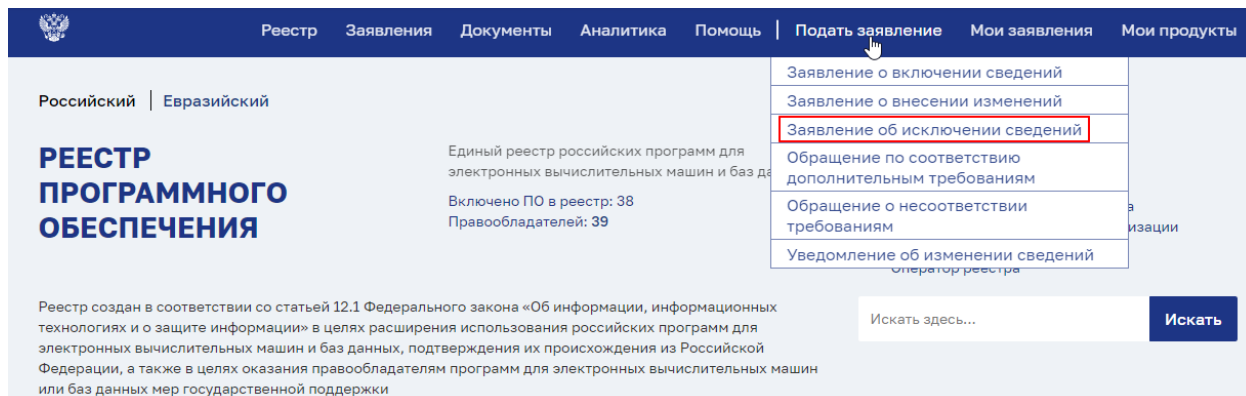 Реестр Заявления Документы Аналитика Помощь Подать заявление Мои заявления Мои продукты
Российский Евразийский
РЕЕСТР
ПРОГРАММНОГО
ОБЕСПЕЧЕНИЯ
Единый реестр российских программ для
электронных вычислительных машин и баз
Включено ПО в реестр: 38
Правообладателей: 39
Заявление о включении сведений
Заявление о внесении изменений
Заявление об исключении сведений
Обращение по соответствию
дополнительным требованиям
Обращение о несоответствии
требованиям
Уведомление об изменении сведений
Оператор реестра
Реестр создан в соответствии со статьей 12.1 Федерального закона «Об информации, информационных
технологиях и о защите информации» в целях расширения использования российских программ для
электронных вычислительных машин и баз данных, подтверждения их происхождения из Российской
Федерации, а также в целях оказания правообладателям программ для электронных вычислительных машин
или баз данных мер государственной поддержки
Искать здесь... Искать